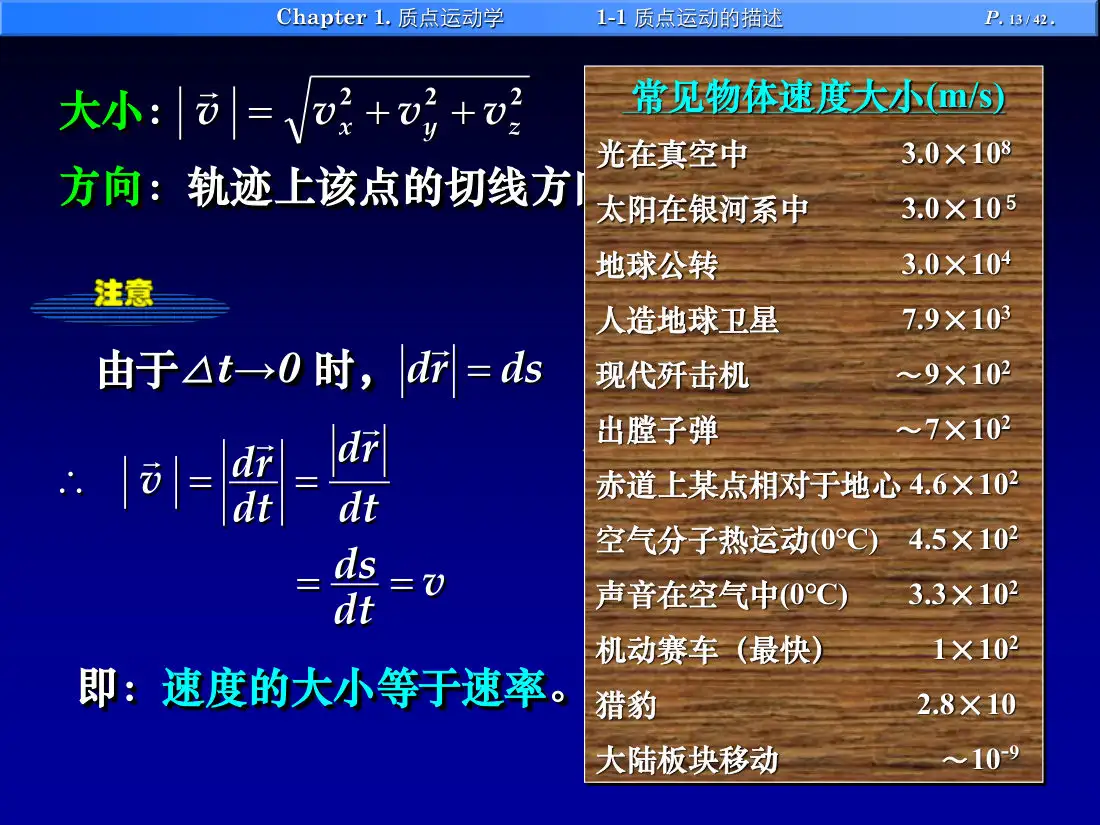 Chapter 1. 质点运动学 1-1 质点运动的描述 P. 13 / 42 .
大小: |v⃗| = √(v_x² + v_y² + v_z²)
方向: 轨迹上该点的切线方向
注意
由于△t→0 时, |dr⃗| = ds
∴ |v⃗| = |dr⃗/dt| = |dr⃗|/dt
= ds/dt = v
即: 速度的大小等于速率。
常见物体速度大小(m/s)
光在真空中 3.0×10⁸
太阳在银河系中 3.0×10⁵
地球公转 3.0×10⁴
人造地球卫星 7.9×10³
现代歼击机 ～9×10²
出膛子弹 ～7×10²
赤道上某点相对于地心 4.6×10²
空气分子热运动(0°C) 4.5×10²
声音在空气中(0°C) 3.3×10²
机动赛车（最快） 1×10²
猎豹 2.8×10
大陆板块移动 ～10⁻⁹